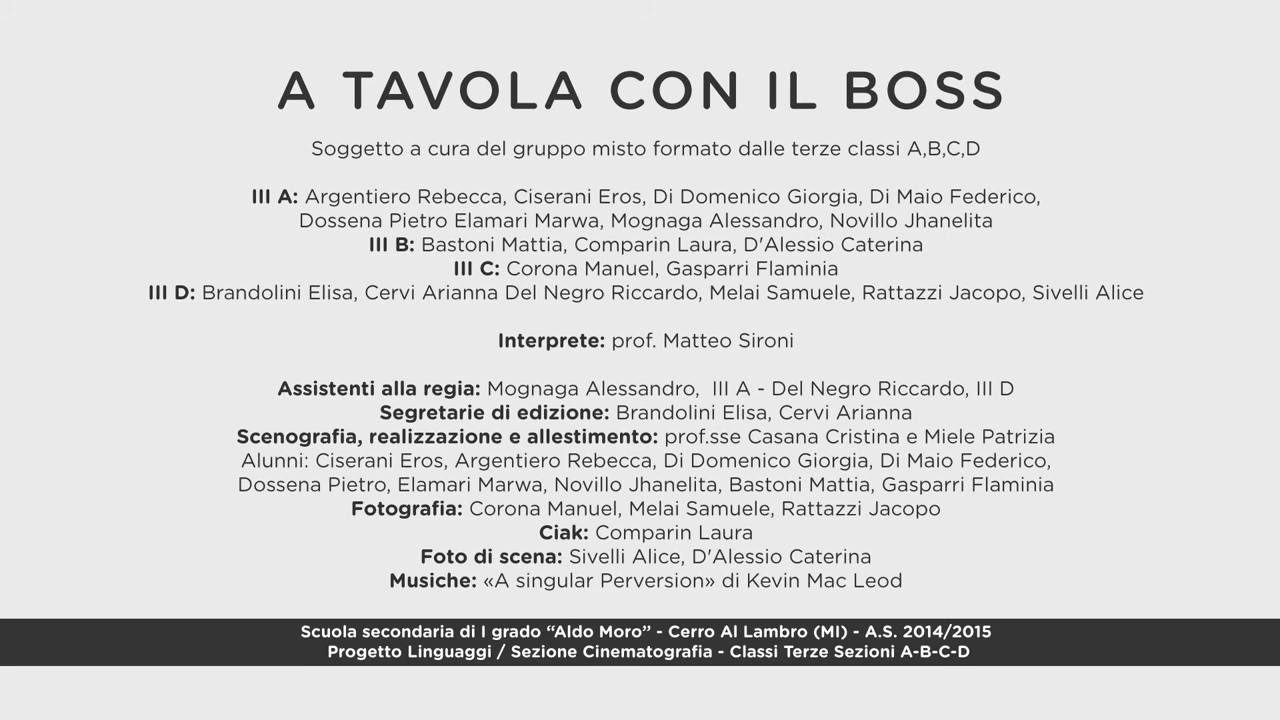 A TAVOLA CON IL BOSS
Soggetto a cura del gruppo misto formato dalle terze classi A,B,C,D
III A: Argentiero Rebecca, Ciserani Eros, Di Domenico Giorgia, Di Maio Federico,
Dossena Pietro Elamari Marwa, Mognaga Alessandro, Novillo Jhanelita
III B: Bastoni Mattia, Comparin Laura, D'Alessio Caterina
III C: Corona Manuel, Gasparri Flaminia
III D: Brandolini Elisa, Cervi Arianna Del Negro Riccardo, Melai Samuele, Rattazzi Jacopo, Sivelli Alice
Interprete: prof. Matteo Sironi
Assistenti alla regia: Mognaga Alessandro,  III A - Del Negro Riccardo, III D
Segretarie di edizione: Brandolini Elisa, Cervi Arianna
Scenografia, realizzazione e allestimento: prof.sse Casana Cristina e Miele Patrizia
Alunni: Ciserani Eros, Argentiero Rebecca, Di Domenico Giorgia, Di Maio Federico,
Dossena Pietro, Elamari Marwa, Novillo Jhanelita, Bastoni Mattia, Gasparri Flaminia
Fotografia: Corona Manuel, Melai Samuele, Rattazzi Jacopo
Ciak: Comparin Laura
Foto di scena: Sivelli Alice, D'Alessio Caterina
Musiche: «A singular Perversion» di Kevin Mac Leod
Scuola secondaria di I grado “Aldo Moro” - Cerro Al Lambro (MI) - A.S. 2014/2015
Progetto Linguaggi / Sezione Cinematografia - Classi Terze Sezioni A-B-C-D